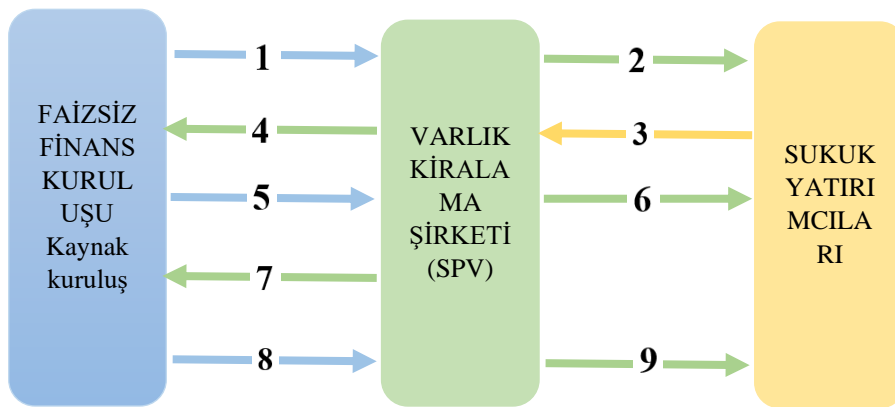 1
2
FAİZSİZ
FİNANS
KURUL
UŞU
Kaynak
kuruluş
4
VARLIK
KİRALA
MA
ŞİRKETİ
(SPV)
3
SUKUK
YATIRI
MCILA
RI
5
6
7
8
9